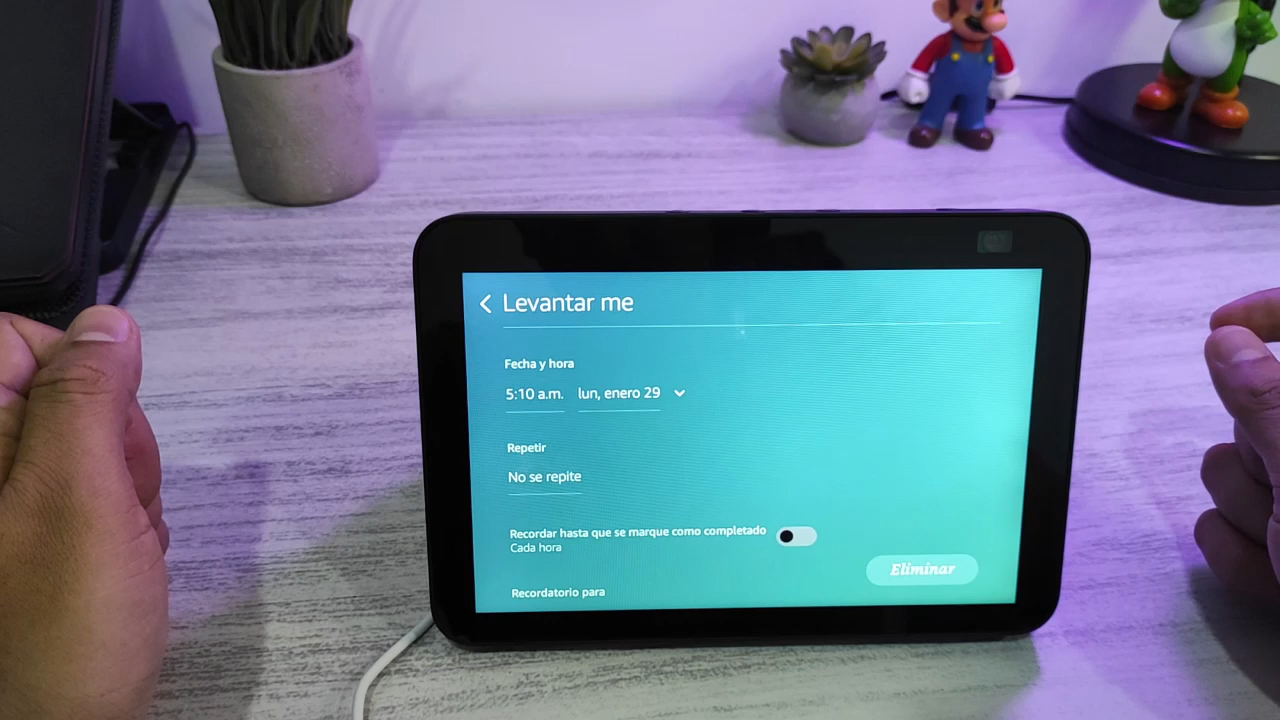 Levantar me
Fecha y hora
5:10 a.m. lun, enero 29
Repetir
No se repite
Recordar hasta que se marque como completado
Cada hora
Eliminar
Recordatorio para